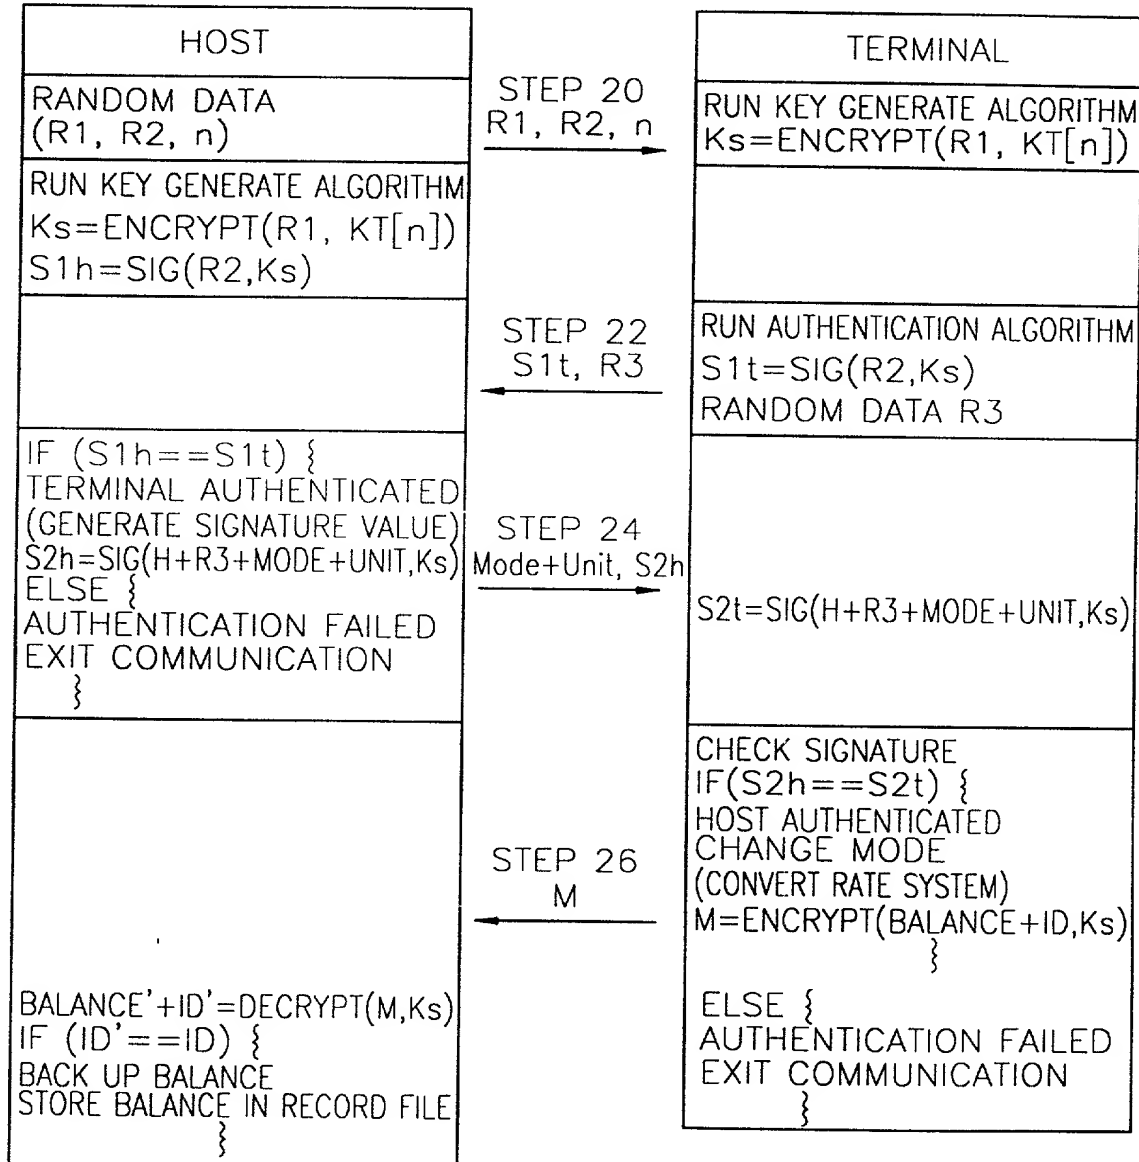 HOST
TERMINAL
RANDOM DATA
(R1, R2, n)
STEP 20
R1, R2, n
RUN KEY GENERATE ALGORITHM
Ks=ENCRYPT(R1, KT[n])
RUN KEY GENERATE ALGORITHM
Ks=ENCRYPT(R1, KT[n])
S1h=SIG(R2,Ks)
STEP 22
S1t, R3
RUN AUTHENTICATION ALGORITHM
S1t=SIG(R2,Ks)
RANDOM DATA R3
IF (S1h==S1t) {
TERMINAL AUTHENTICATED
(GENERATE SIGNATURE VALUE)
S2h=SIG(H+R3+MODE+UNIT,Ks)
ELSE {
AUTHENTICATION FAILED
EXIT COMMUNICATION
}
STEP 24
Mode+Unit, S2h
S2t=SIG(H+R3+MODE+UNIT,Ks)
CHECK SIGNATURE
IF(S2h==S2t) {
HOST AUTHENTICATED
CHANGE MODE
(CONVERT RATE SYSTEM)
M=ENCRYPT(BALANCE+ID,Ks)
}
ELSE {
AUTHENTICATION FAILED
EXIT COMMUNICATION
}
STEP 26
M
BALANCE'+ID'=DECRYPT(M,Ks)
IF (ID'==ID) {
BACK UP BALANCE
STORE BALANCE IN RECORD FILE
}